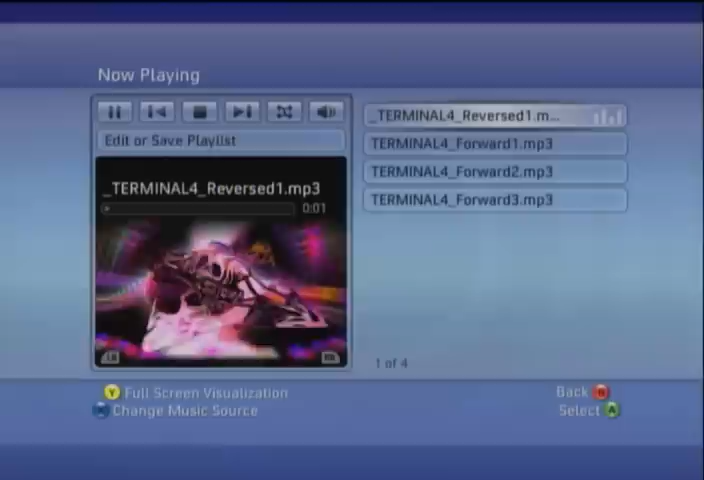 Now Playing
Edit or Save Playlist
_TERMINAL4_Reversed1.mp3
0:01
_TERMINAL4_Reversed1.m...
TERMINAL4_Forward1.mp3
TERMINAL4_Forward2.mp3
TERMINAL4_Forward3.mp3
1 of 4
Y Full Screen Visualization
Change Music Source
Back B
Select A